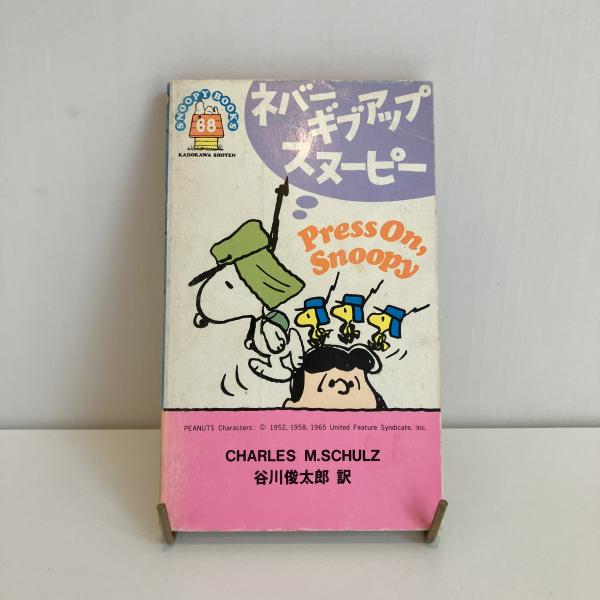 SNOOPY BOOKS
68
KADOKAWA SHOTEN
ネバー
ギブアップ
スヌーピー
Press On,
Snoopy
PEANUTS Characters: © 1952, 1958, 1965 United Feature Syndicate, Inc.
CHARLES M.SCHULZ
谷川俊太郎 訳